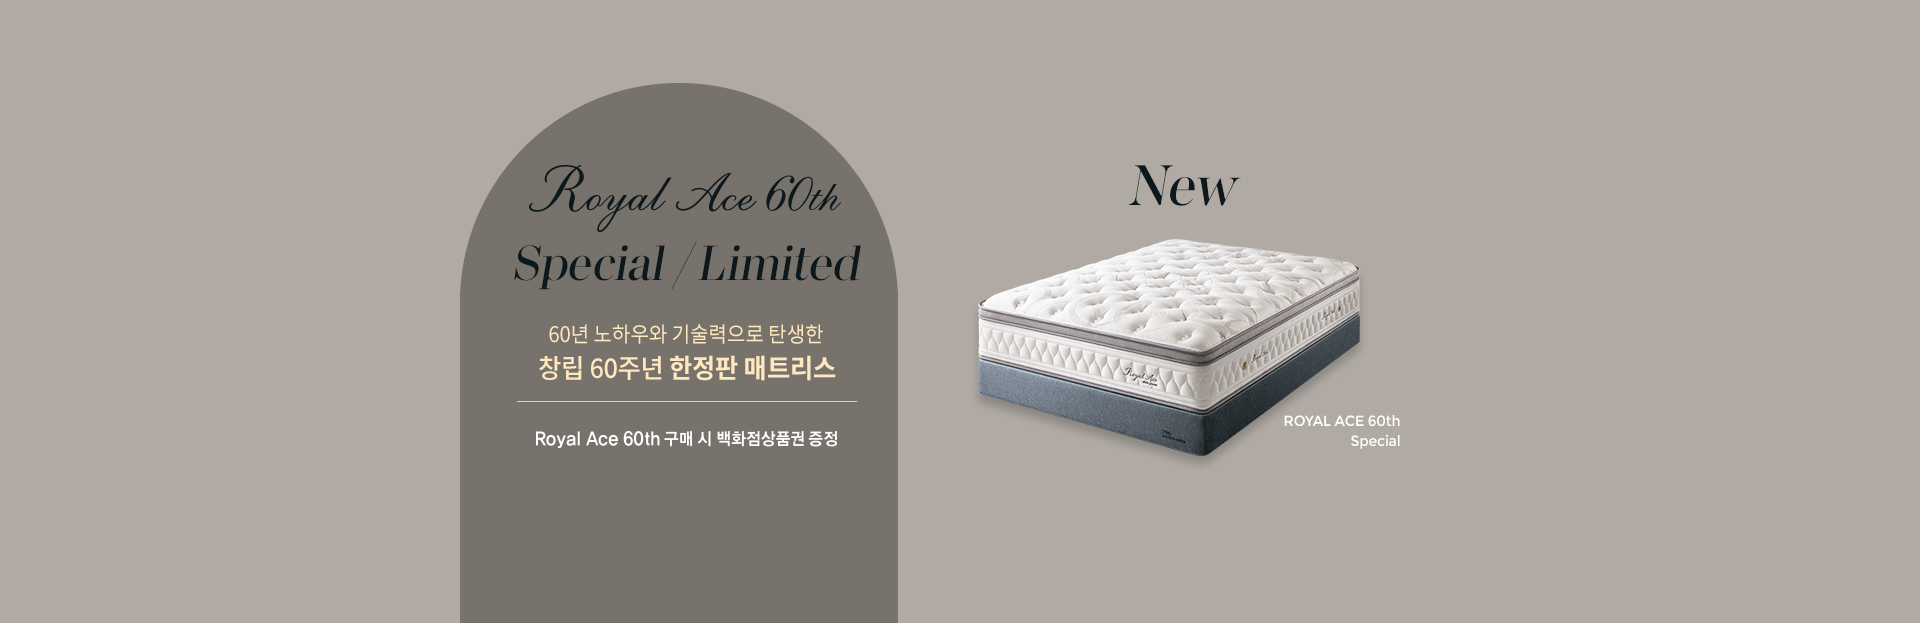 Royal Ace 60th
Special / Limited
60년 노하우와 기술력으로 탄생한
창립 60주년 한정판 매트리스
Royal Ace 60th 구매 시 백화점상품권 증정
New
Royal Ace
ROYAL ACE 60th
Special